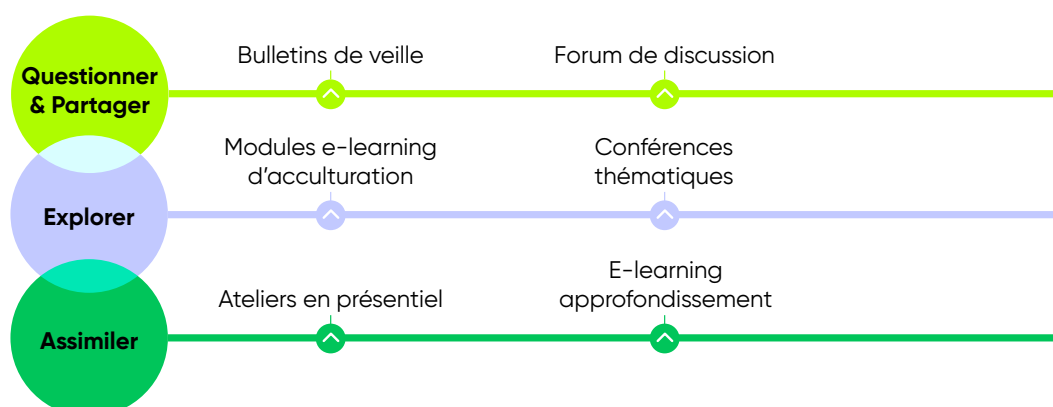 Questionner
& Partager
Bulletins de veille
Forum de discussion
Explorer
Modules e-learning
d’acculturation
Conférences
thématiques
Assimiler
Ateliers en présentiel
E-learning
approfondissement